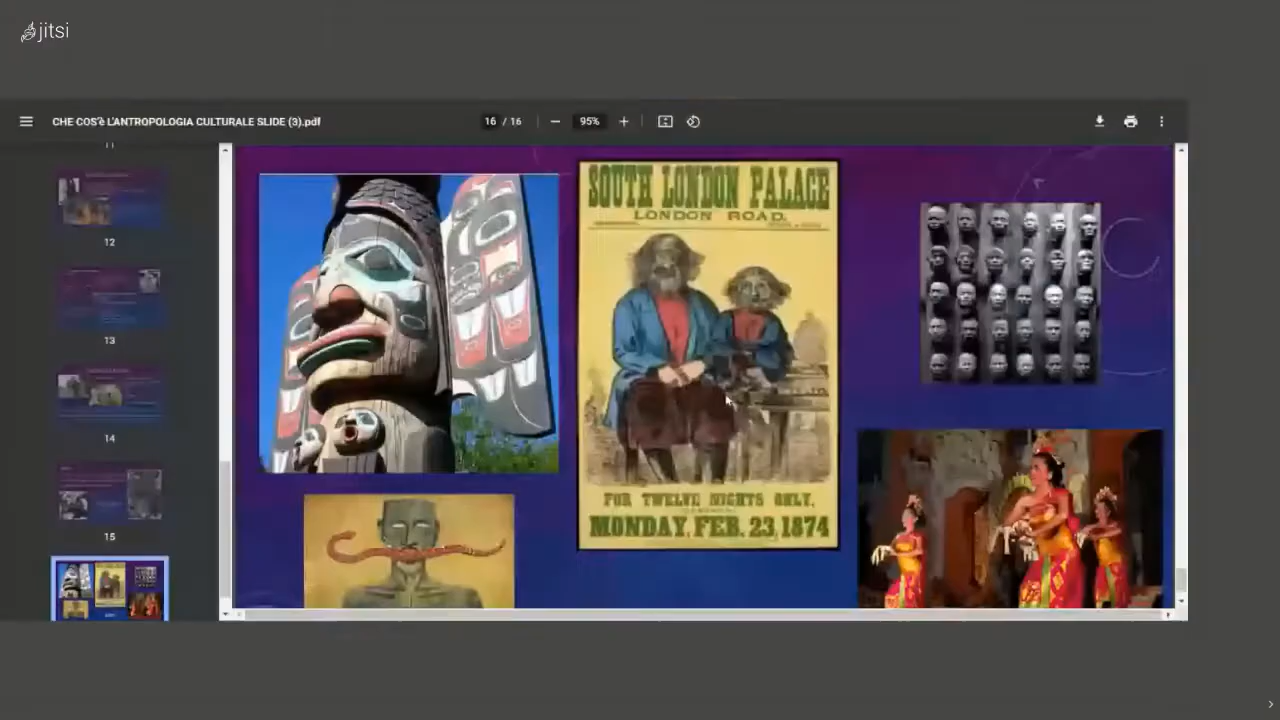 jitsi
CHE COS'è L'ANTROPOLOGIA CULTURALE SLIDE (3).pdf
16 / 16
95%
11
12
13
14
15
SOUTH LONDON PALACE
LONDON ROAD.
FOR TWELVE NIGHTS ONLY,
MONDAY, FEB. 23, 1874